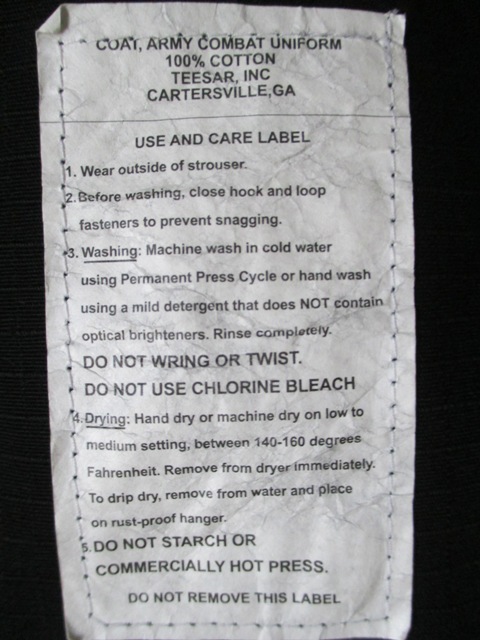 COAT, ARMY COMBAT UNIFORM
100% COTTON
TEESAR, INC
CARTERSVILLE,GA
USE AND CARE LABEL
1. Wear outside of strouser.
2. Before washing, close hook and loop
fasteners to prevent snagging.
3. Washing: Machine wash in cold water
using Permanent Press Cycle or hand wash
using a mild detergent that does NOT contain
optical brighteners. Rinse completely.
DO NOT WRING OR TWIST.
DO NOT USE CHLORINE BLEACH
4. Drying: Hand dry or machine dry on low to
medium setting, between 140-160 degrees
Fahrenheit. Remove from dryer immediately.
To drip dry, remove from water and place
on rust-proof hanger.
5. DO NOT STARCH OR
COMMERCIALLY HOT PRESS.
DO NOT REMOVE THIS LABEL